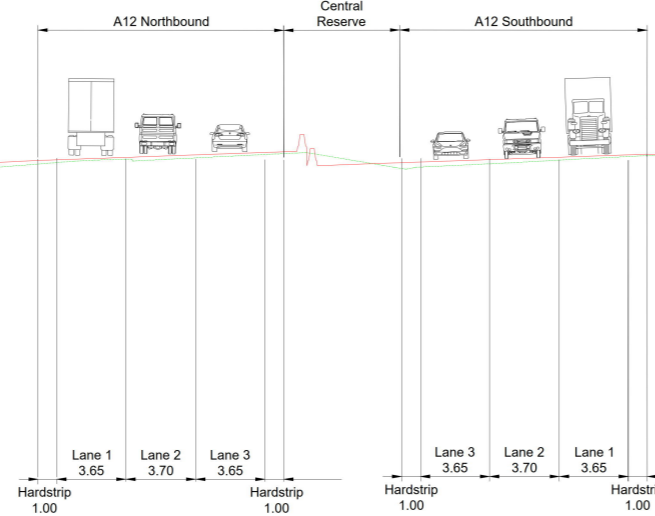 Central
Reserve
A12 Northbound
A12 Southbound
Lane 1
3.65
Lane 2
3.70
Lane 3
3.65
Lane 3
3.65
Lane 2
3.70
Lane 1
3.65
Hardstrip
1.00
Hardstrip
1.00
Hardstrip
1.00
Hardstrip
1.00